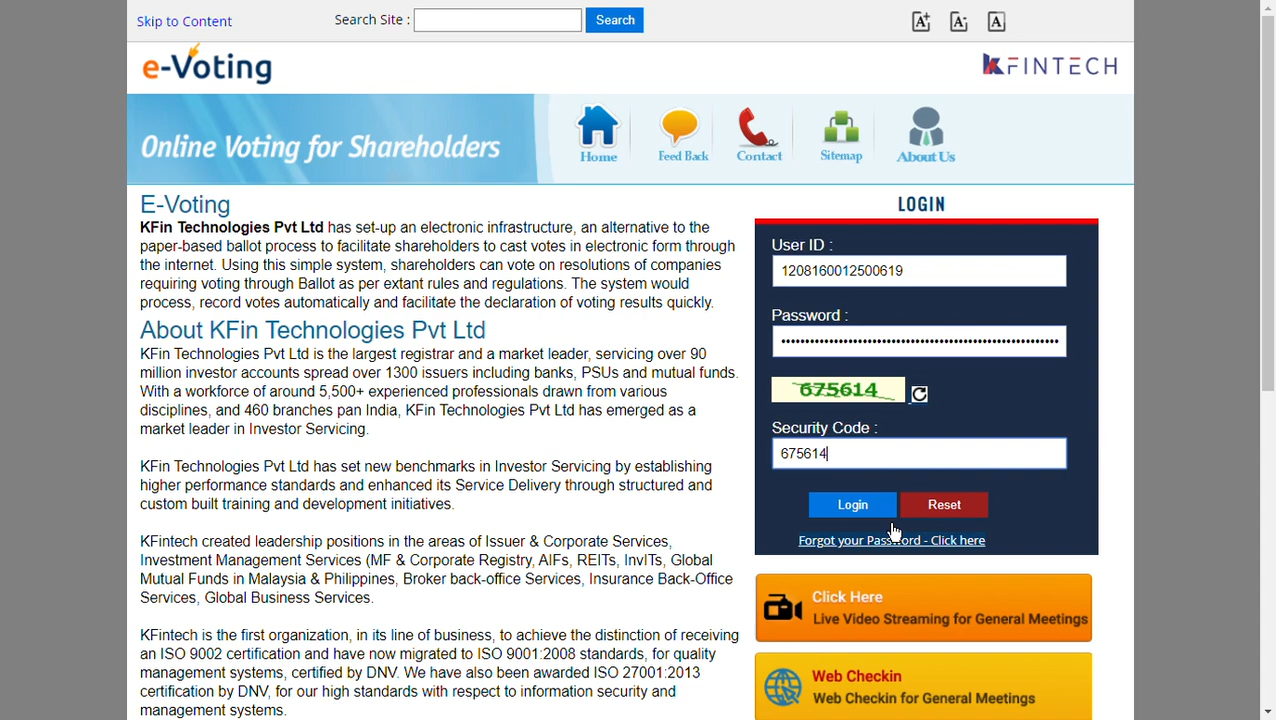 Skip to Content
Search Site :
Search
A+
A-
A
e-Voting
KFINTECH
Online Voting for Shareholders
Home
Feed Back
Contact
Sitemap
About Us
E-Voting
KFin Technologies Pvt Ltd has set-up an electronic infrastructure, an alternative to the
paper-based ballot process to facilitate shareholders to cast votes in electronic form through
the internet. Using this simple system, shareholders can vote on resolutions of companies
requiring voting through Ballot as per extant rules and regulations. The system would
process, record votes automatically and facilitate the declaration of voting results quickly.
About KFin Technologies Pvt Ltd
KFin Technologies Pvt Ltd is the largest registrar and a market leader, servicing over 90
million investor accounts spread over 1300 issuers including banks, PSUs and mutual funds.
With a workforce of around 5,500+ experienced professionals drawn from various
disciplines, and 460 branches pan India, KFin Technologies Pvt Ltd has emerged as a
market leader in Investor Servicing.
KFin Technologies Pvt Ltd has set new benchmarks in Investor Servicing by establishing
higher performance standards and enhanced its Service Delivery through structured and
custom built training and development initiatives.
KFintech created leadership positions in the areas of Issuer & Corporate Services,
Investment Management Services (MF & Corporate Registry, AIFs, REITs, InvITs, Global
Mutual Funds in Malaysia & Philippines, Broker back-office Services, Insurance Back-Office
Services, Global Business Services.
KFintech is the first organization, in its line of business, to achieve the distinction of receiving
an ISO 9002 certification and have now migrated to ISO 9001:2008 standards, for quality
management systems, certified by DNV. We have also been awarded ISO 27001:2013
certification by DNV, for our high standards with respect to information security and
management systems.
LOGIN
User ID :
1208160012500619
Password :
675614
Security Code :
675614
Login
Reset
Forgot your Password - Click here
Click Here
Live Video Streaming for General Meetings
Web Checkin
Web Checkin for General Meetings